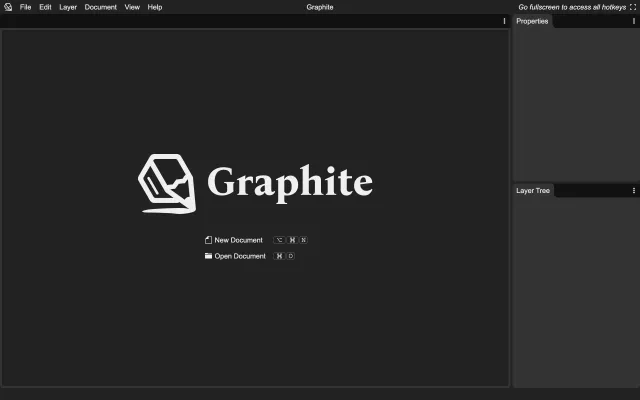 File Edit Layer Document View Help
Graphite
Go fullscreen to access all hotkeys
Properties
Graphite
New Document ⌥ ⌘ N
Open Document ⌘ O
Layer Tree